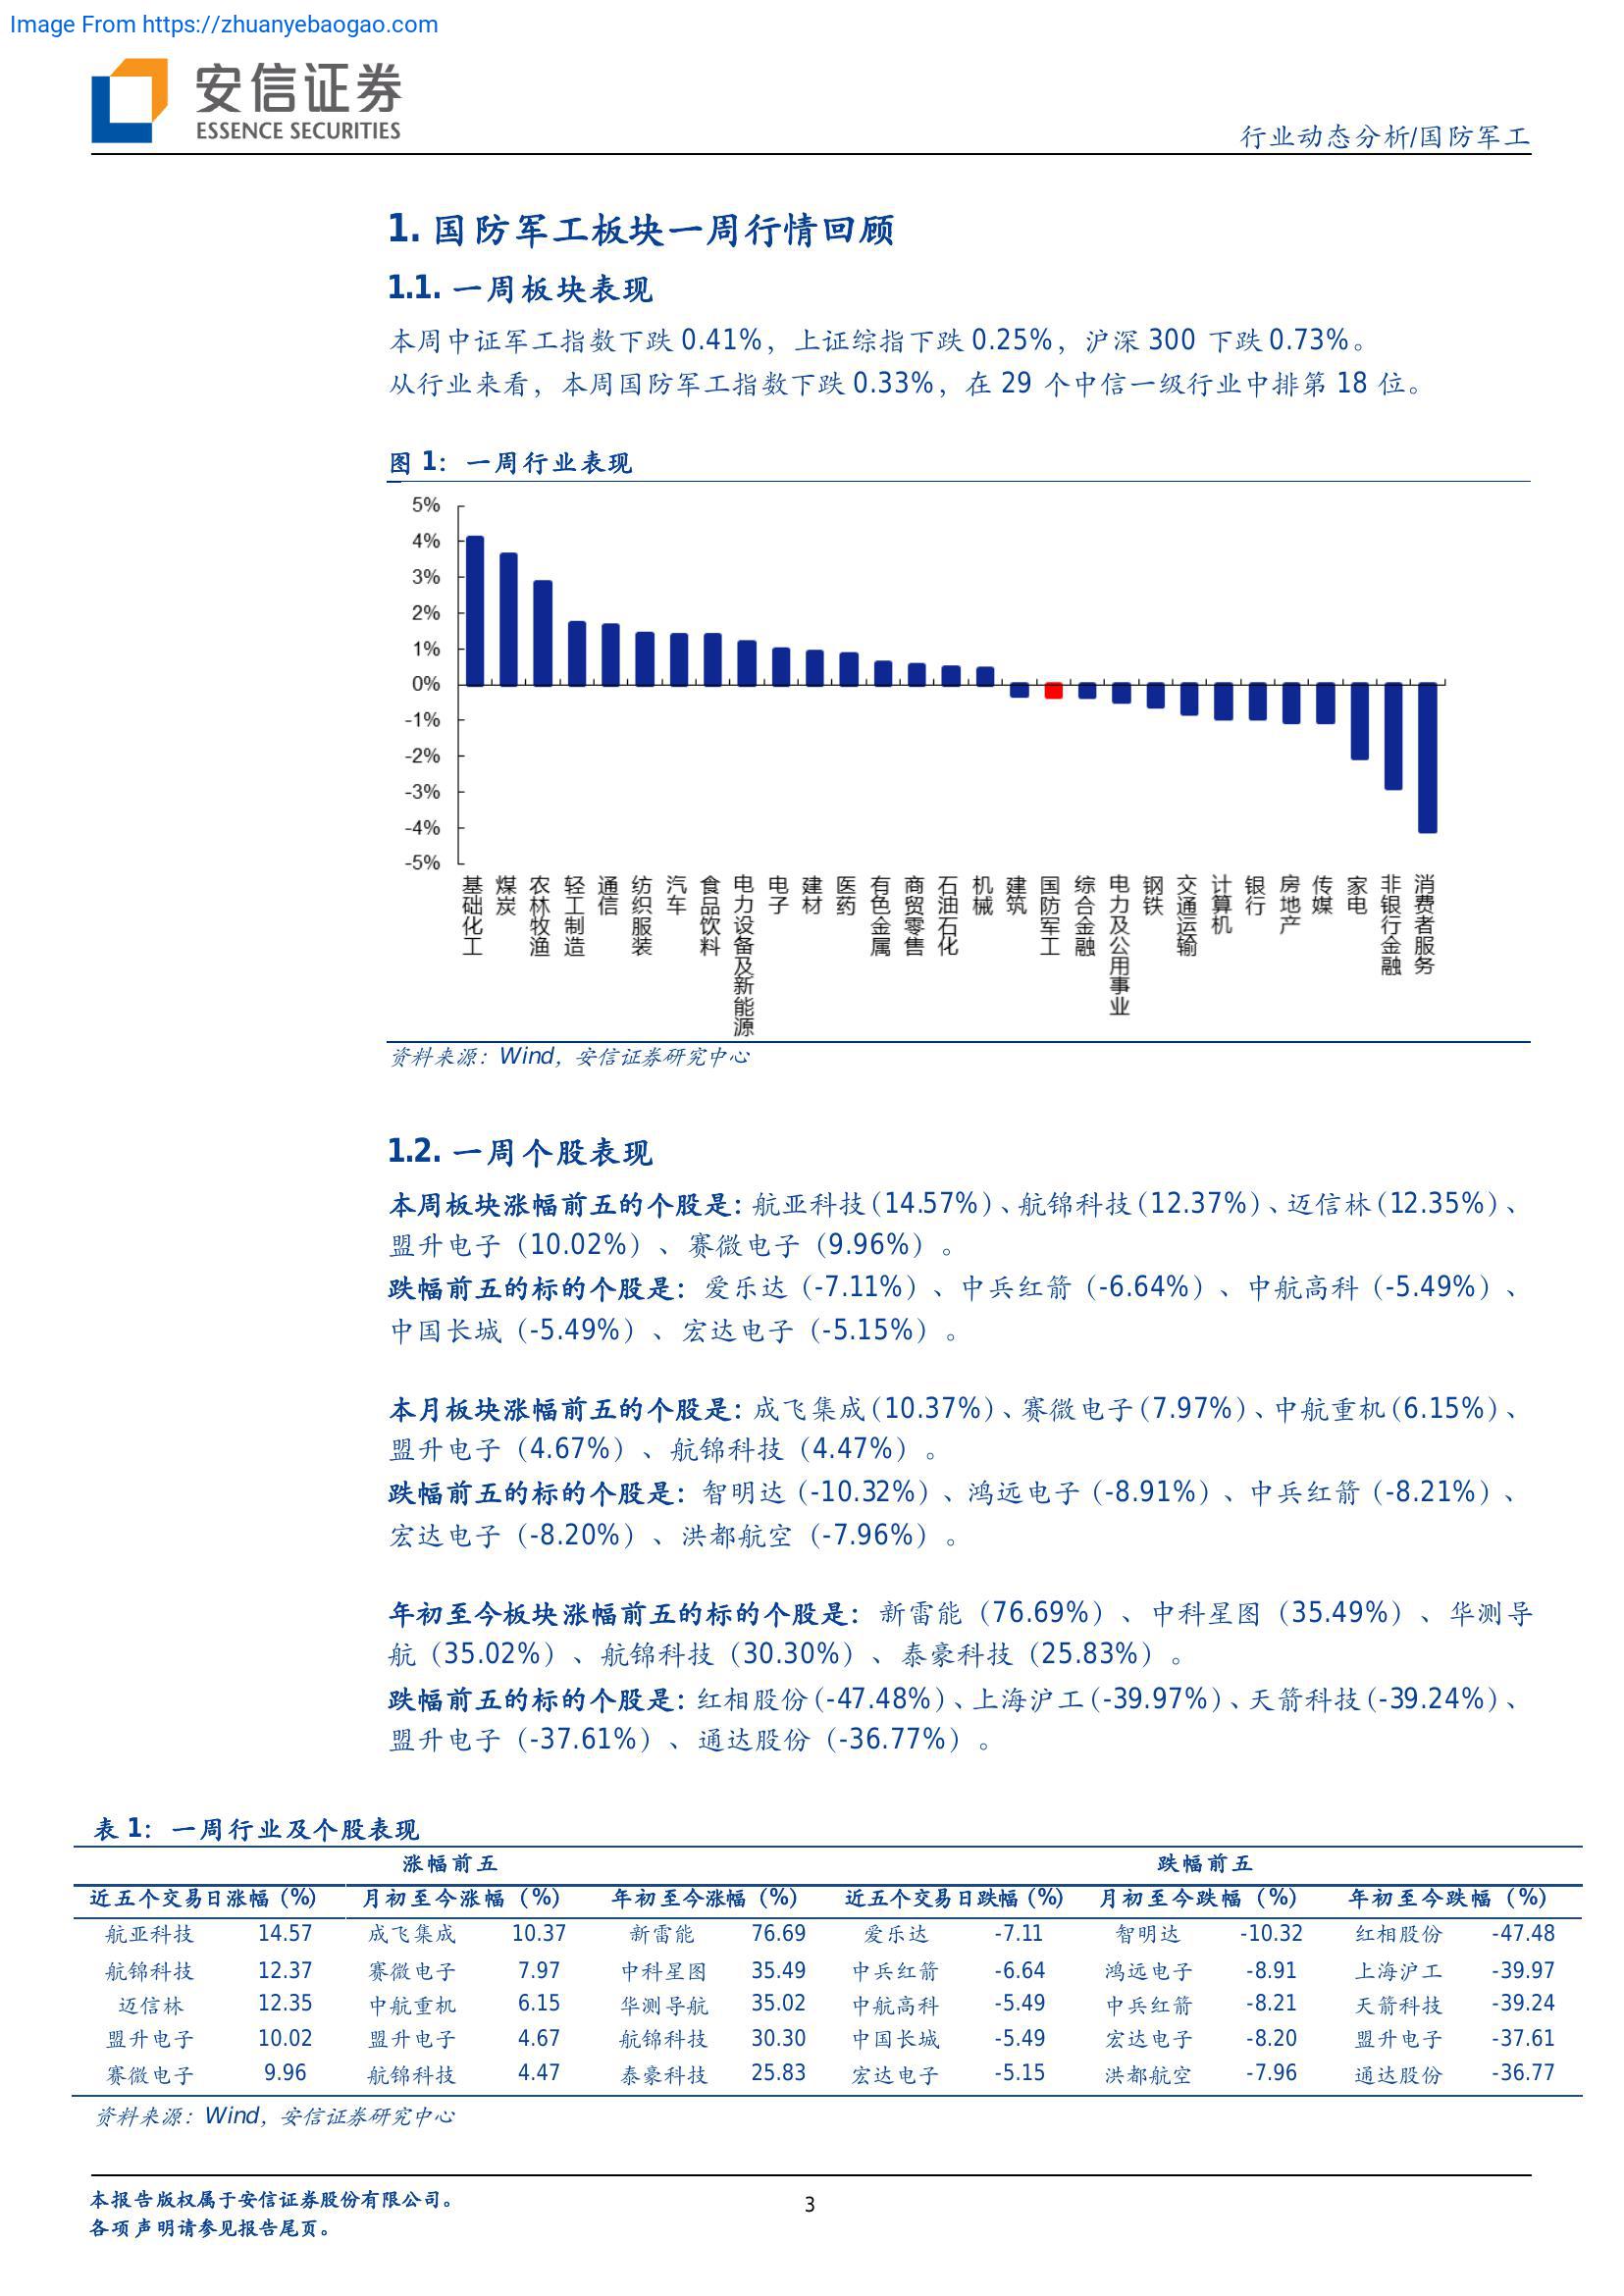 Image From https://zhuanyebaogao.com
安信证券
ESSENCE SECURITIES
行业动态分析/国防军工
1. 国防军工板块一周行情回顾
1.1. 一周板块表现
本周中证军工指数下跌 0.41%，上证综指下跌 0.25%，沪深 300 下跌 0.73%。
从行业来看，本周国防军工指数下跌 0.33%，在 29 个中信一级行业中排第 18 位。
图 1：一周行业表现
5%
4%
3%
2%
1%
0%
-1%
-2%
-3%
-4%
-5%
基础化工
煤炭
农林牧渔
轻工制造
通信
纺织服装
汽车
食品饮料
电力设备及新能源
电子
建材
医药
有色金属
商贸零售
石油石化
机械
建筑
国防军工
综合金融
电力及公用事业
钢铁
交通运输
计算机
银行
房地产
传媒
家电
非银行金融
消费者服务
资料来源：Wind，安信证券研究中心
1.2. 一周个股表现
本周板块涨幅前五的个股是：航亚科技（14.57%）、航锦科技（12.37%）、迈信林（12.35%）、
盟升电子（10.02%）、赛微电子（9.96%）。
跌幅前五的标的个股是：爱乐达（-7.11%）、中兵红箭（-6.64%）、中航高科（-5.49%）、
中国长城（-5.49%）、宏达电子（-5.15%）。
本月板块涨幅前五的个股是：成飞集成（10.37%）、赛微电子（7.97%）、中航重机（6.15%）、
盟升电子（4.67%）、航锦科技（4.47%）。
跌幅前五的标的个股是：智明达（-10.32%）、鸿远电子（-8.91%）、中兵红箭（-8.21%）、
宏达电子（-8.20%）、洪都航空（-7.96%）。
年初至今板块涨幅前五的标的个股是：新雷能（76.69%）、中科星图（35.49%）、华测导
航（35.02%）、航锦科技（30.30%）、泰豪科技（25.83%）。
跌幅前五的标的个股是：红相股份（-47.48%）、上海沪工（-39.97%）、天箭科技（-39.24%）、
盟升电子（-37.61%）、通达股份（-36.77%）。
表 1：一周行业及个股表现
涨幅前五 跌幅前五
近五个交易日涨幅（%） 月初至今涨幅（%） 年初至今涨幅（%） 近五个交易日跌幅（%） 月初至今跌幅（%） 年初至今跌幅（%）
航亚科技 14.57 成飞集成 10.37 新雷能 76.69 爱乐达 -7.11 智明达 -10.32 红相股份 -47.48
航锦科技 12.37 赛微电子 7.97 中科星图 35.49 中兵红箭 -6.64 鸿远电子 -8.91 上海沪工 -39.97
迈信林 12.35 中航重机 6.15 华测导航 35.02 中航高科 -5.49 中兵红箭 -8.21 天箭科技 -39.24
盟升电子 10.02 盟升电子 4.67 航锦科技 30.30 中国长城 -5.49 宏达电子 -8.20 盟升电子 -37.61
赛微电子 9.96 航锦科技 4.47 泰豪科技 25.83 宏达电子 -5.15 洪都航空 -7.96 通达股份 -36.77
资料来源：Wind，安信证券研究中心
本报告版权属于安信证券股份有限公司。
各项声明请参见报告尾页。
3